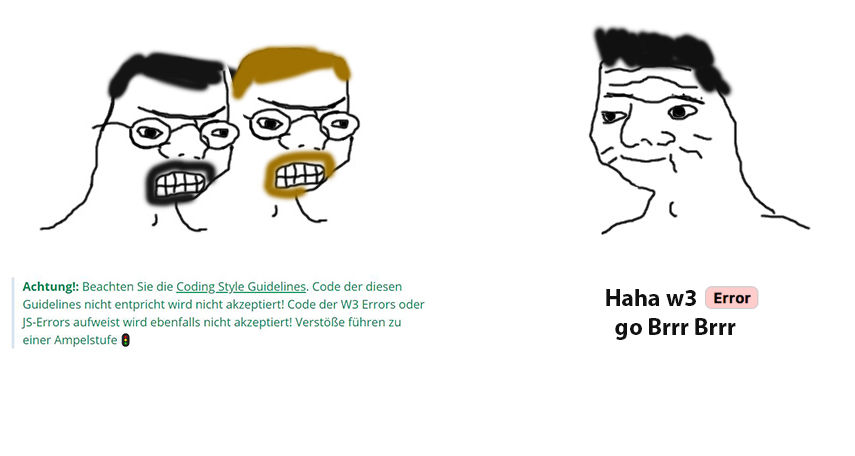 Achtung!: Beachten Sie die Coding Style Guidelines. Code der diesen
Guidelines nicht entpricht wird nicht akzeptiert! Code der W3 Errors oder
JS-Errors aufweist wird ebenfalls nicht akzeptiert! Verstöße führen zu
einer Ampelstufe 🚦
Haha w3 Error
go Brrr Brrr